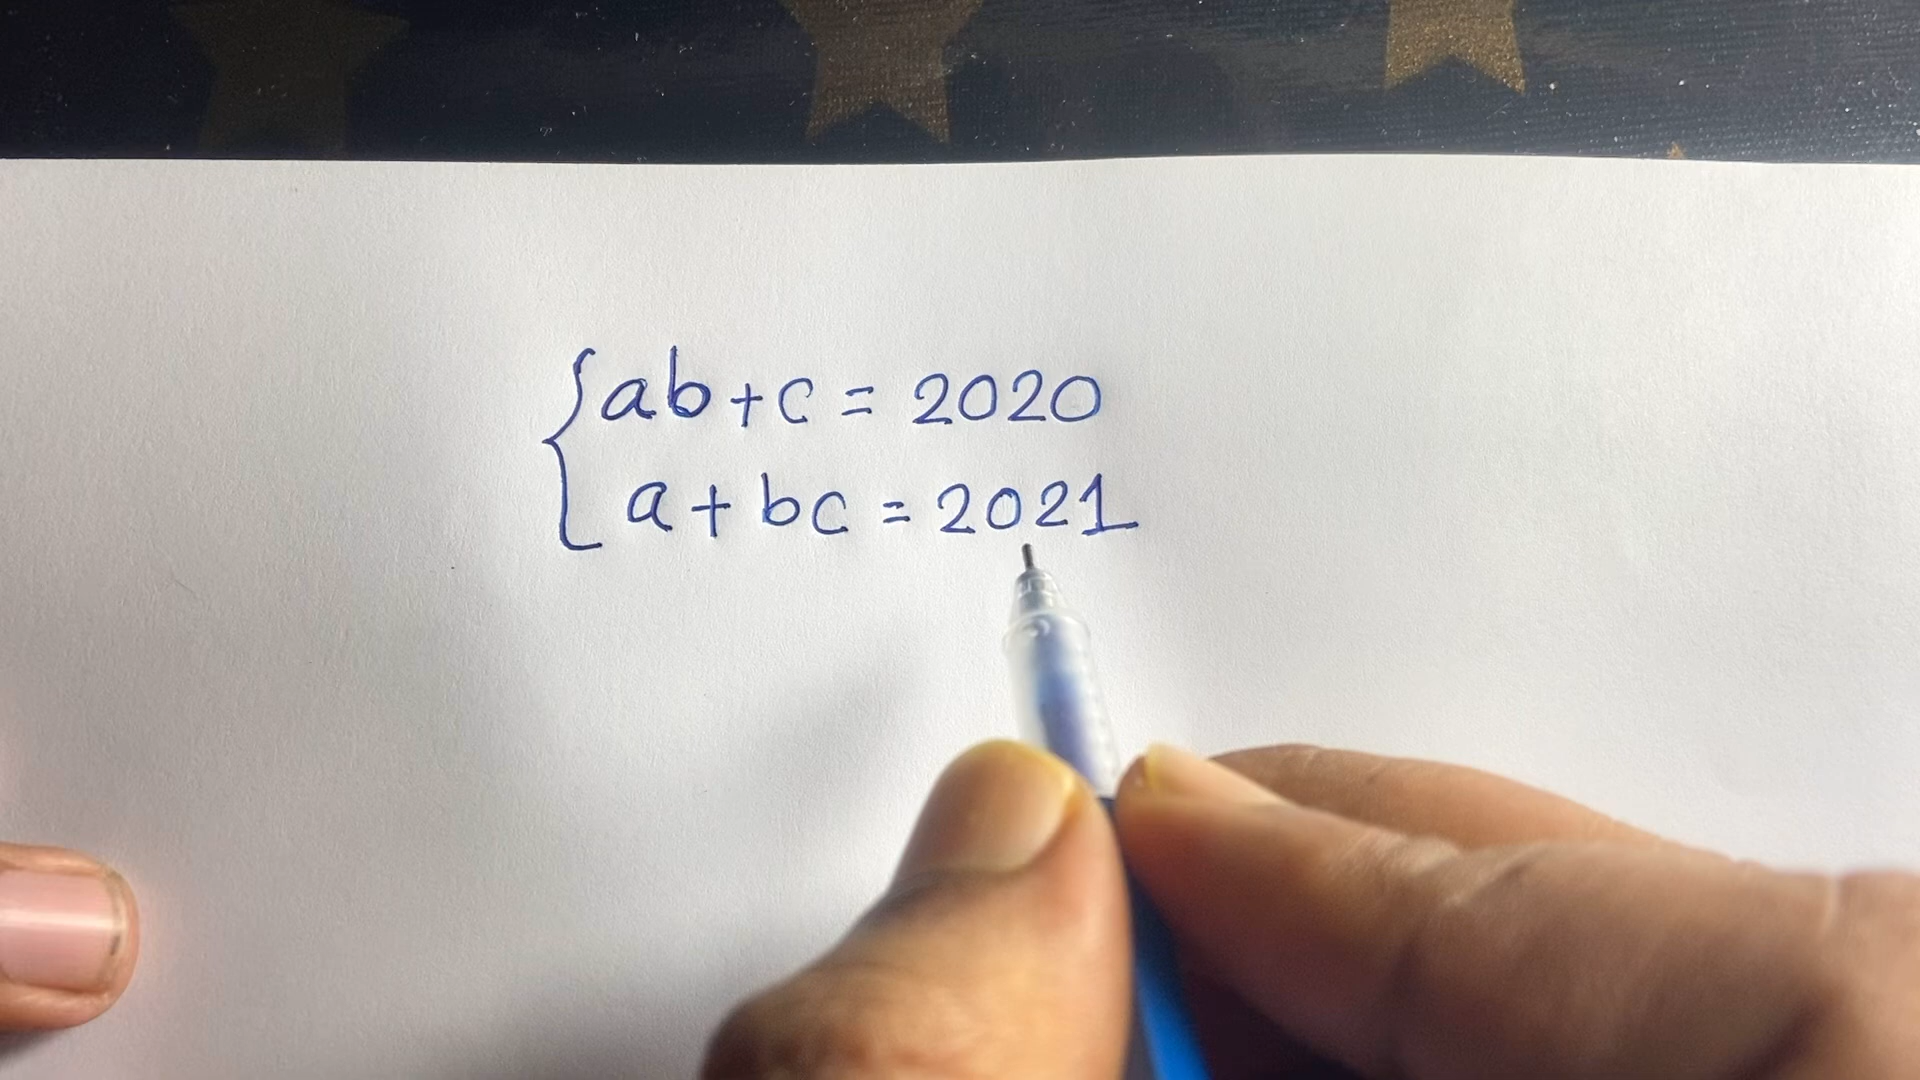 ab+c = 2020
a + bc = 2021